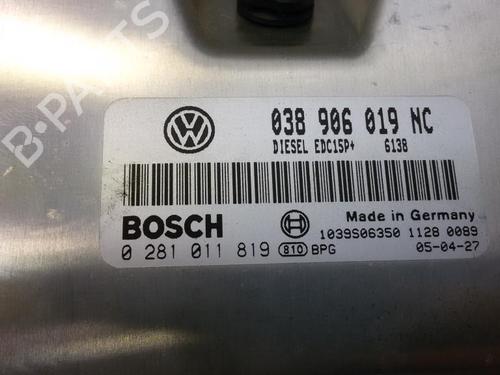 038 906 019 NC
DIESEL EDC15P+ 6138
BOSCH
Made in Germany
1039S06350 1128 0089
0 281 011 819 810 BPG 05-04-27
B-PARTS